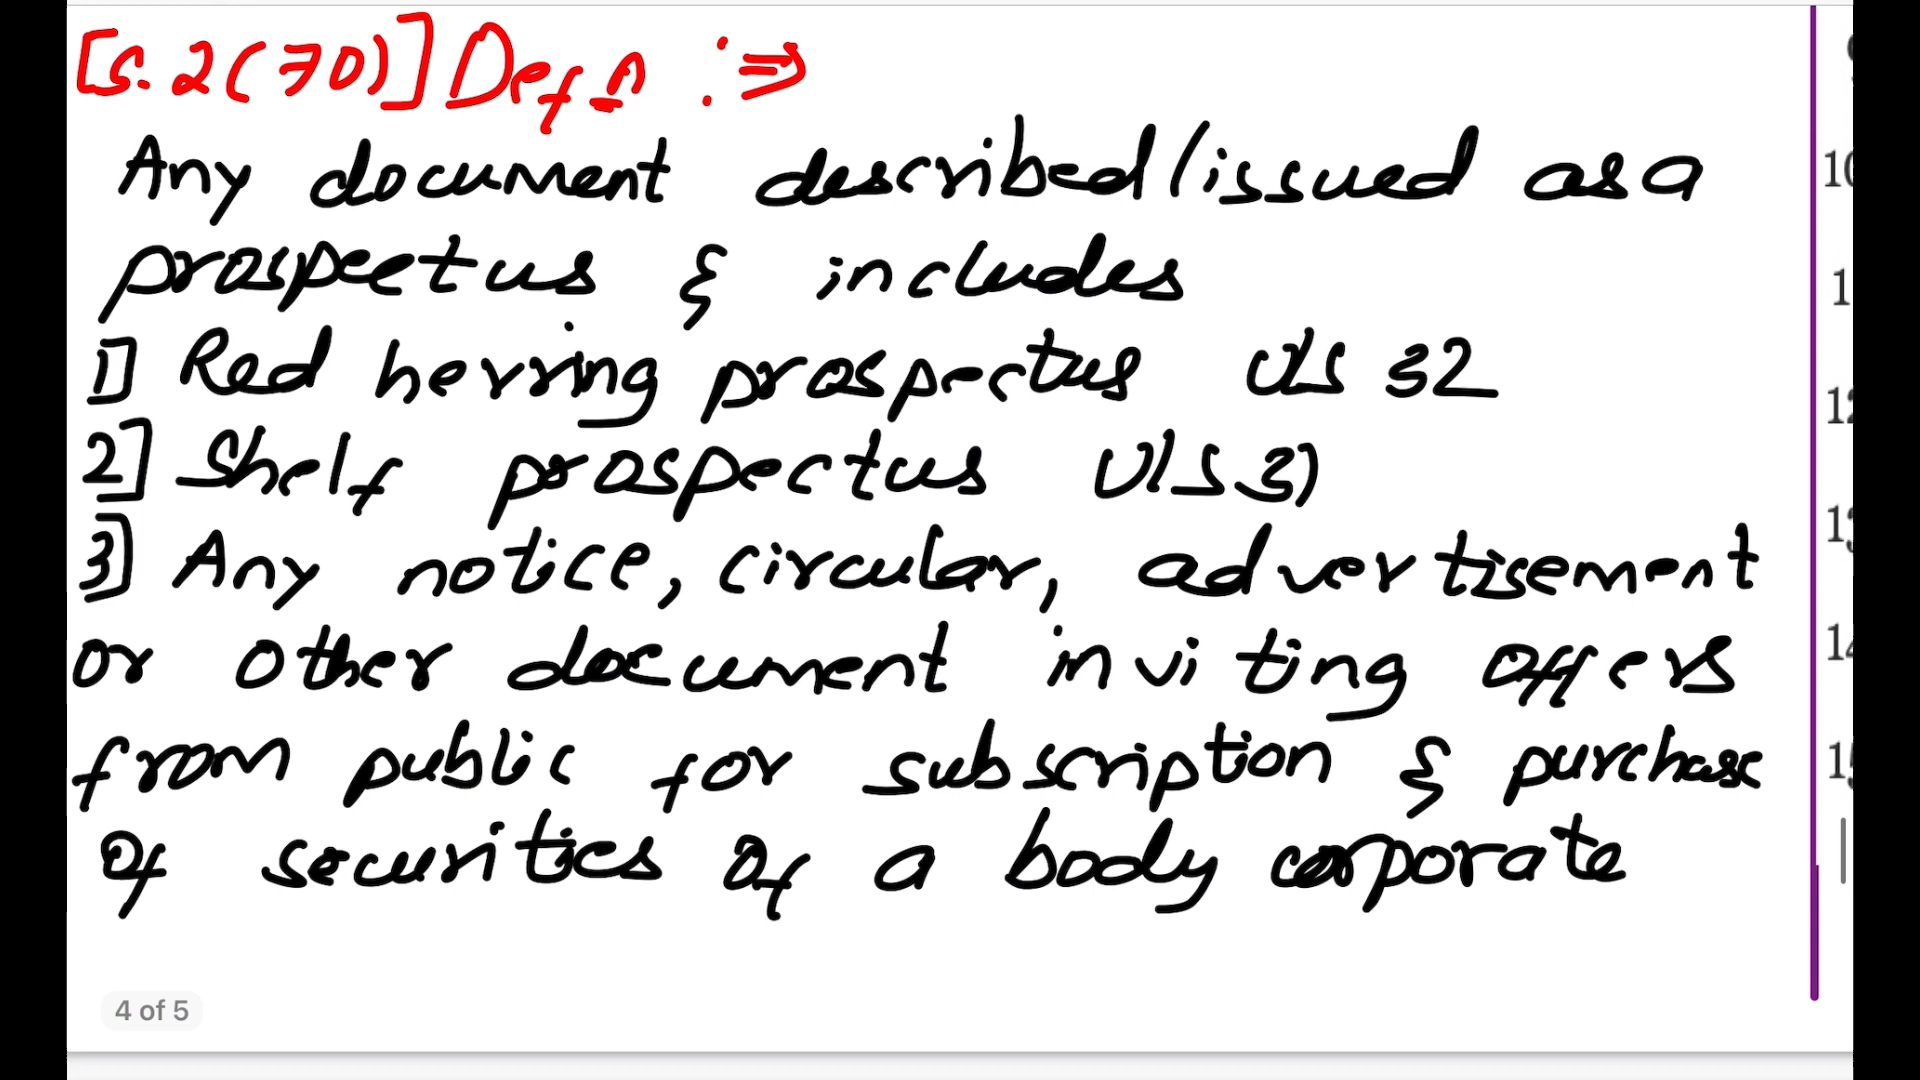 [S. 2(70)] Defn :⇒
Any document described/issued as a
prospectus & includes
1] Red herring prospectus U/S 32
2] Shelf prospectus U/S 31
3] Any notice, circular, advertisement
or other document inviting offers
from public for subscription & purchase
of securities of a body corporate
4 of 5